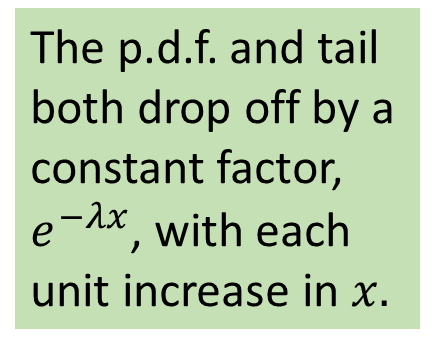 The p.d.f. and tail
both drop off by a
constant factor,
𝑒^{−𝜆𝑥}, with each
unit increase in 𝑥.